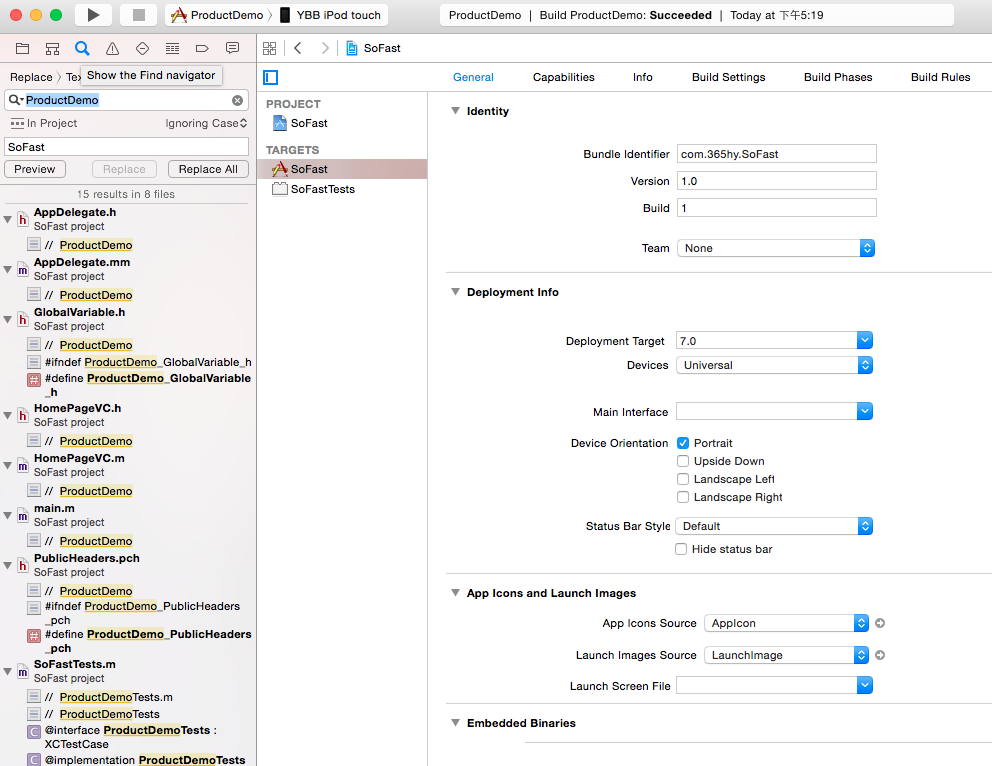 ProductDemo 〉 YBB iPod touch
ProductDemo | Build ProductDemo: Succeeded | Today at 下午5:19
SoFast
Replace 〉 Tex
Show the Find navigator
ProductDemo
In Project
Ignoring Case
SoFast
Preview
Replace
Replace All
15 results in 8 files
AppDelegate.h
SoFast project
// ProductDemo
AppDelegate.mm
SoFast project
// ProductDemo
GlobalVariable.h
SoFast project
// ProductDemo
#ifndef ProductDemo_GlobalVariable_h
#define ProductDemo_GlobalVariable
_h
HomePageVC.h
SoFast project
// ProductDemo
HomePageVC.m
SoFast project
// ProductDemo
main.m
SoFast project
// ProductDemo
PublicHeaders.pch
SoFast project
// ProductDemo
#ifndef ProductDemo_PublicHeaders
_pch
#define ProductDemo_PublicHeaders
_pch
SoFastTests.m
SoFast project
// ProductDemoTests.m
// ProductDemoTests
@interface ProductDemoTests :
XCTestCase
@implementation ProductDemoTests
General
Capabilities
Info
Build Settings
Build Phases
Build Rules
PROJECT
SoFast
TARGETS
SoFast
SoFastTests
Identity
Bundle Identifier com.365hy.SoFast
Version 1.0
Build 1
Team None
Deployment Info
Deployment Target 7.0
Devices Universal
Main Interface
Device Orientation Portrait
Upside Down
Landscape Left
Landscape Right
Status Bar Style Default
Hide status bar
App Icons and Launch Images
App Icons Source AppIcon
Launch Images Source LaunchImage
Launch Screen File
Embedded Binaries